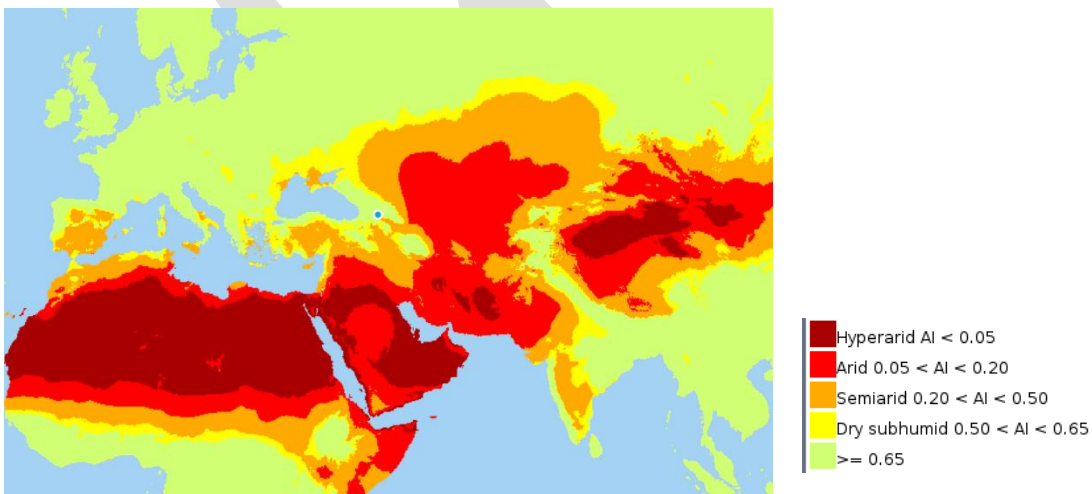 Hyperarid AI < 0.05
Arid 0.05 < AI < 0.20
Semiarid 0.20 < AI < 0.50
Dry subhumid 0.50 < AI < 0.65
>= 0.65